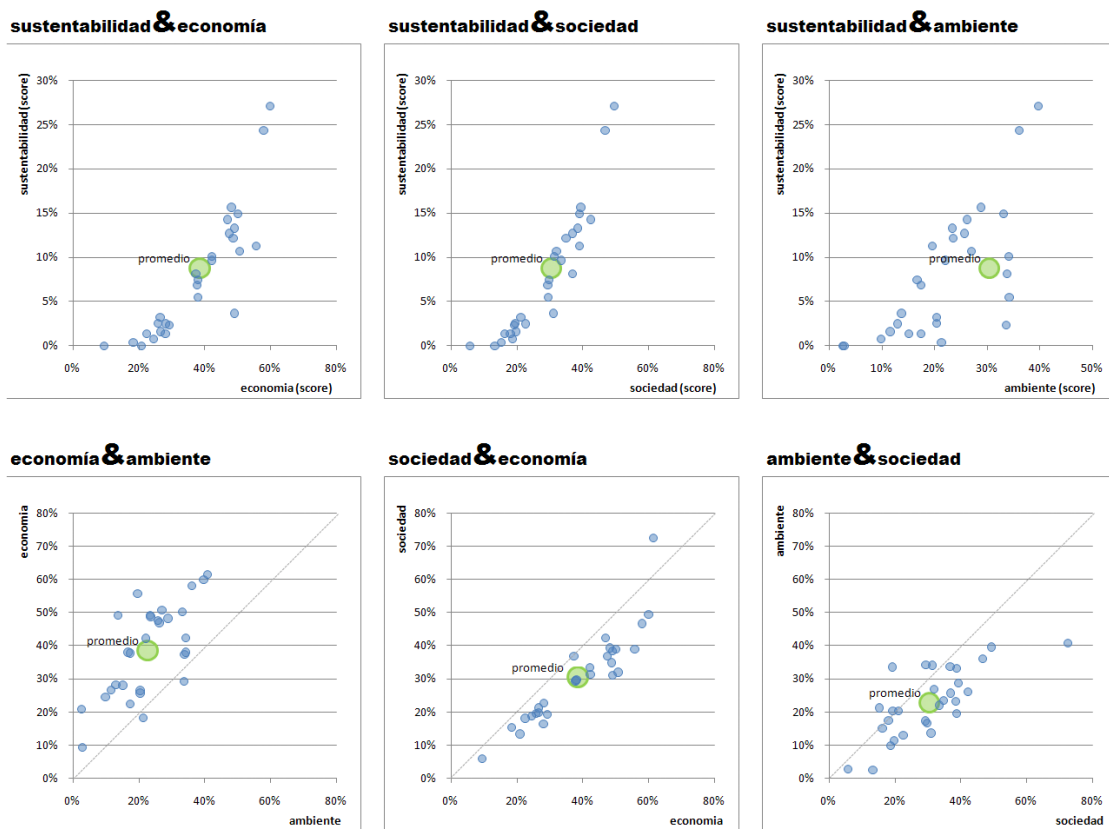 sustentabilidad&economía
sustentabilidad (score)
30%
25%
20%
15%
10%
5%
0%
promedio
0% 20% 40% 60% 80%
economia (score)
sustentabilidad&sociedad
sustentabilidad (score)
30%
25%
20%
15%
10%
5%
0%
promedio
0% 20% 40% 60% 80%
sociedad (score)
sustentabilidad&ambiente
sustentabilidad (score)
30%
25%
20%
15%
10%
5%
0%
promedio
0% 10% 20% 30% 40% 50%
ambiente (score)
economía&ambiente
economia
80%
70%
60%
50%
40%
30%
20%
10%
0%
promedio
0% 20% 40% 60% 80%
ambiente
sociedad&economía
sociedad
80%
70%
60%
50%
40%
30%
20%
10%
0%
promedio
0% 20% 40% 60% 80%
economia
ambiente&sociedad
ambiente
80%
70%
60%
50%
40%
30%
20%
10%
0%
promedio
0% 20% 40% 60% 80%
sociedad